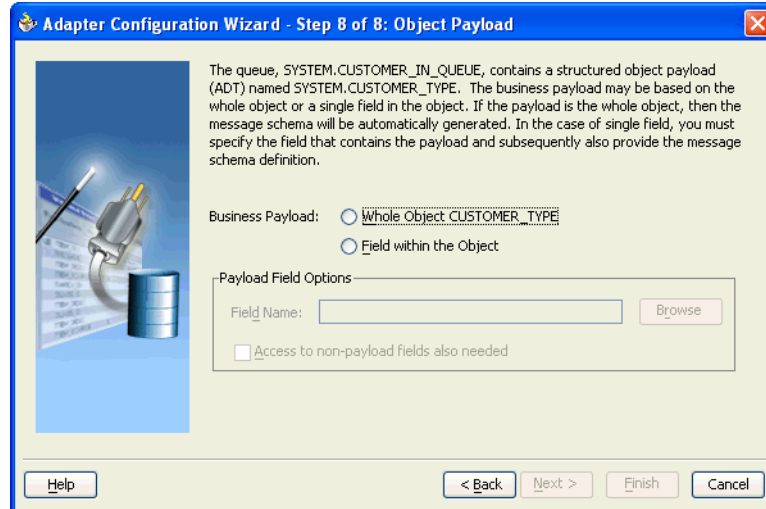 Adapter Configuration Wizard - Step 8 of 8: Object Payload
The queue, SYSTEM.CUSTOMER_IN_QUEUE, contains a structured object payload
(ADT) named SYSTEM.CUSTOMER_TYPE. The business payload may be based on the
whole object or a single field in the object. If the payload is the whole object, then the
message schema will be automatically generated. In the case of single field, you must
specify the field that contains the payload and subsequently also provide the message
schema definition.
Business Payload: Whole Object CUSTOMER_TYPE
Field within the Object
Payload Field Options
Field Name: Browse
Access to non-payload fields also needed
Help < Back Next > Finish Cancel